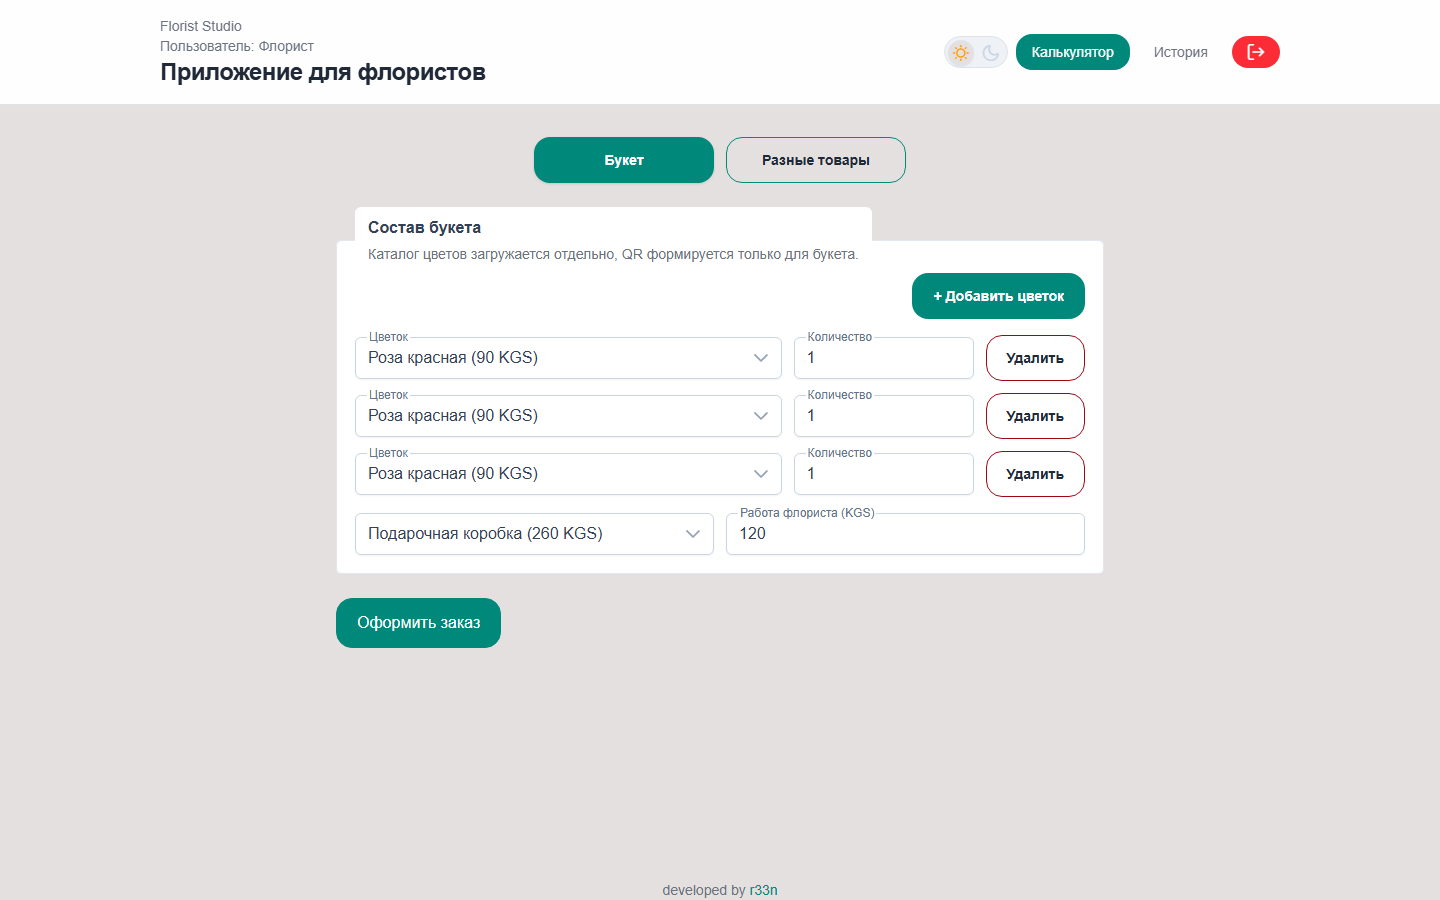 Florist Studio
Пользователь: Флорист
Приложение для флористов
Калькулятор
История
Букет
Разные товары
Состав букета
Каталог цветов загружается отдельно, QR формируется только для букета.
+ Добавить цветок
Цветок
Роза красная (90 KGS)
Количество
1
Удалить
Цветок
Роза красная (90 KGS)
Количество
1
Удалить
Цветок
Роза красная (90 KGS)
Количество
1
Удалить
Подарочная коробка (260 KGS)
Работа флориста (KGS)
120
Оформить заказ
developed by r33n